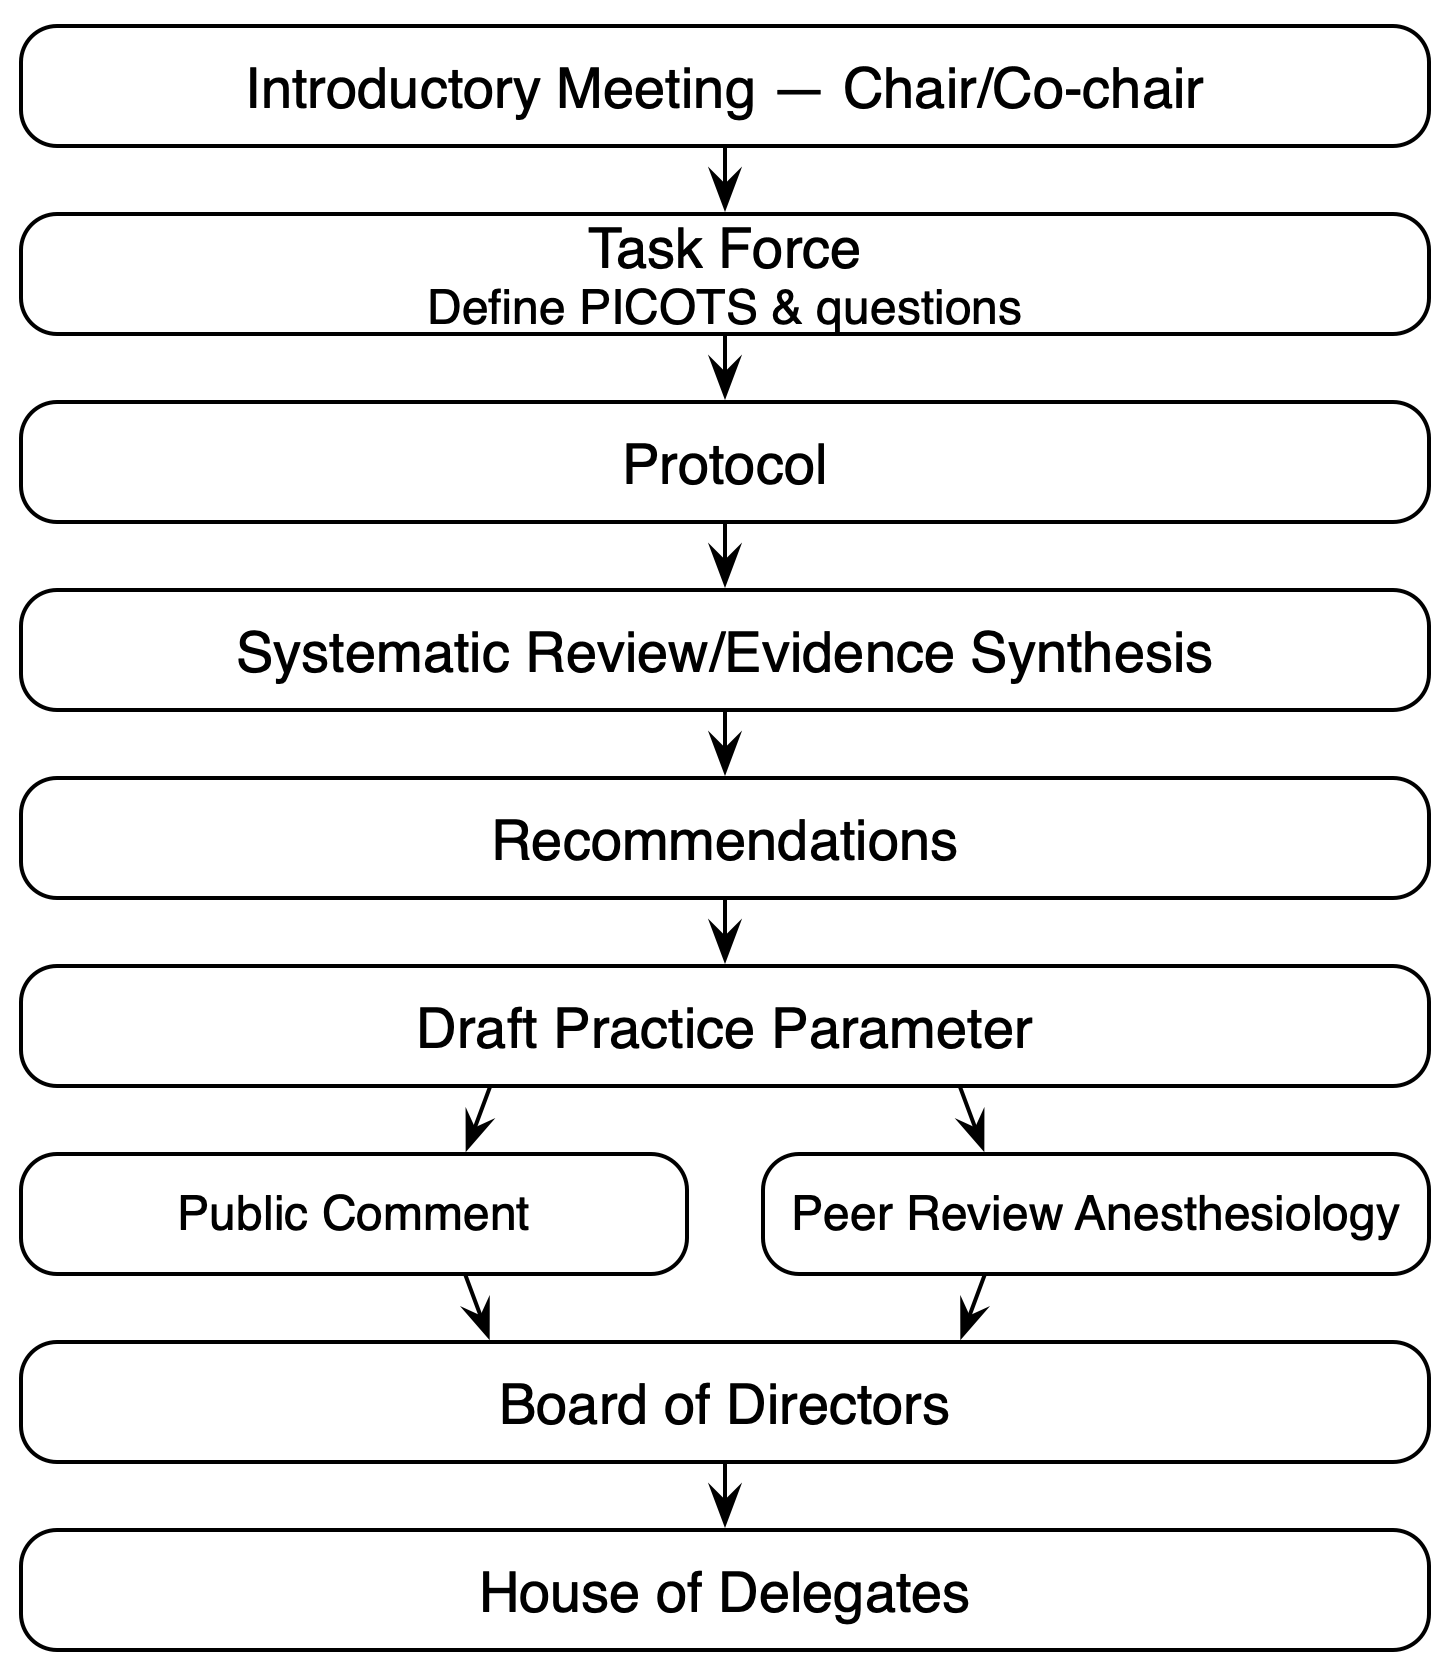 Introductory Meeting — Chair/Co-chair
Task Force
Define PICOTS & questions
Protocol
Systematic Review/Evidence Synthesis
Recommendations
Draft Practice Parameter
Public Comment
Peer Review Anesthesiology
Board of Directors
House of Delegates